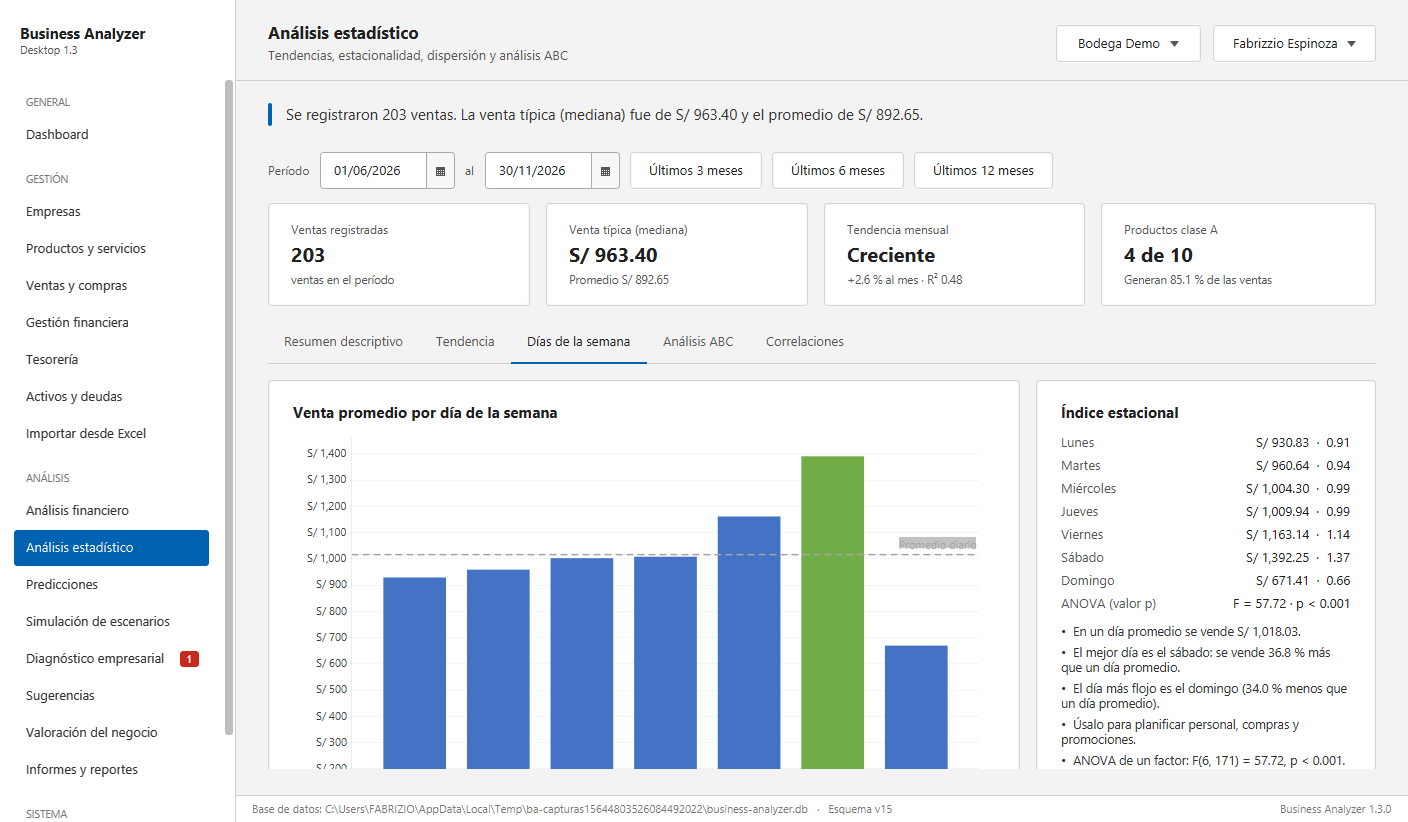 Business Analyzer
Desktop 1.3
GENERAL
Dashboard
GESTIÓN
Empresas
Productos y servicios
Ventas y compras
Gestión financiera
Tesorería
Activos y deudas
Importar desde Excel
ANÁLISIS
Análisis financiero
Análisis estadístico
Predicciones
Simulación de escenarios
Diagnóstico empresarial 1
Sugerencias
Valoración del negocio
Informes y reportes
SISTEMA
Análisis estadístico
Tendencias, estacionalidad, dispersión y análisis ABC
Bodega Demo
Fabrizzio Espinoza
Se registraron 203 ventas. La venta típica (mediana) fue de S/ 963.40 y el promedio de S/ 892.65.
Período 01/06/2026 al 30/11/2026 Últimos 3 meses Últimos 6 meses Últimos 12 meses
Ventas registradas
203
ventas en el período
Venta típica (mediana)
S/ 963.40
Promedio S/ 892.65
Tendencia mensual
Creciente
+2.6 % al mes · R² 0.48
Productos clase A
4 de 10
Generan 85.1 % de las ventas
Resumen descriptivo Tendencia Días de la semana Análisis ABC Correlaciones
Venta promedio por día de la semana
S/ 1,400
S/ 1,300
S/ 1,200
S/ 1,100
S/ 1,000
S/ 900
S/ 800
S/ 700
S/ 600
S/ 500
S/ 400
S/ 300
S/ 200
Promedio diario
Índice estacional
Lunes S/ 930.83 · 0.91
Martes S/ 960.64 · 0.94
Miércoles S/ 1,004.30 · 0.99
Jueves S/ 1,009.94 · 0.99
Viernes S/ 1,163.14 · 1.14
Sábado S/ 1,392.25 · 1.37
Domingo S/ 671.41 · 0.66
ANOVA (valor p) F = 57.72 · p < 0.001
• En un día promedio se vende S/ 1,018.03.
• El mejor día es el sábado: se vende 36.8 % más
que un día promedio.
• El día más flojo es el domingo (34.0 % menos que
un día promedio).
• Úsalo para planificar personal, compras y
promociones.
• ANOVA de un factor: F(6, 171) = 57.72, p < 0.001.
Base de datos: C:\Users\FABRIZIO\AppData\Local\Temp\ba-capturas15644803526084492022\business-analyzer.db · Esquema v15
Business Analyzer 1.3.0